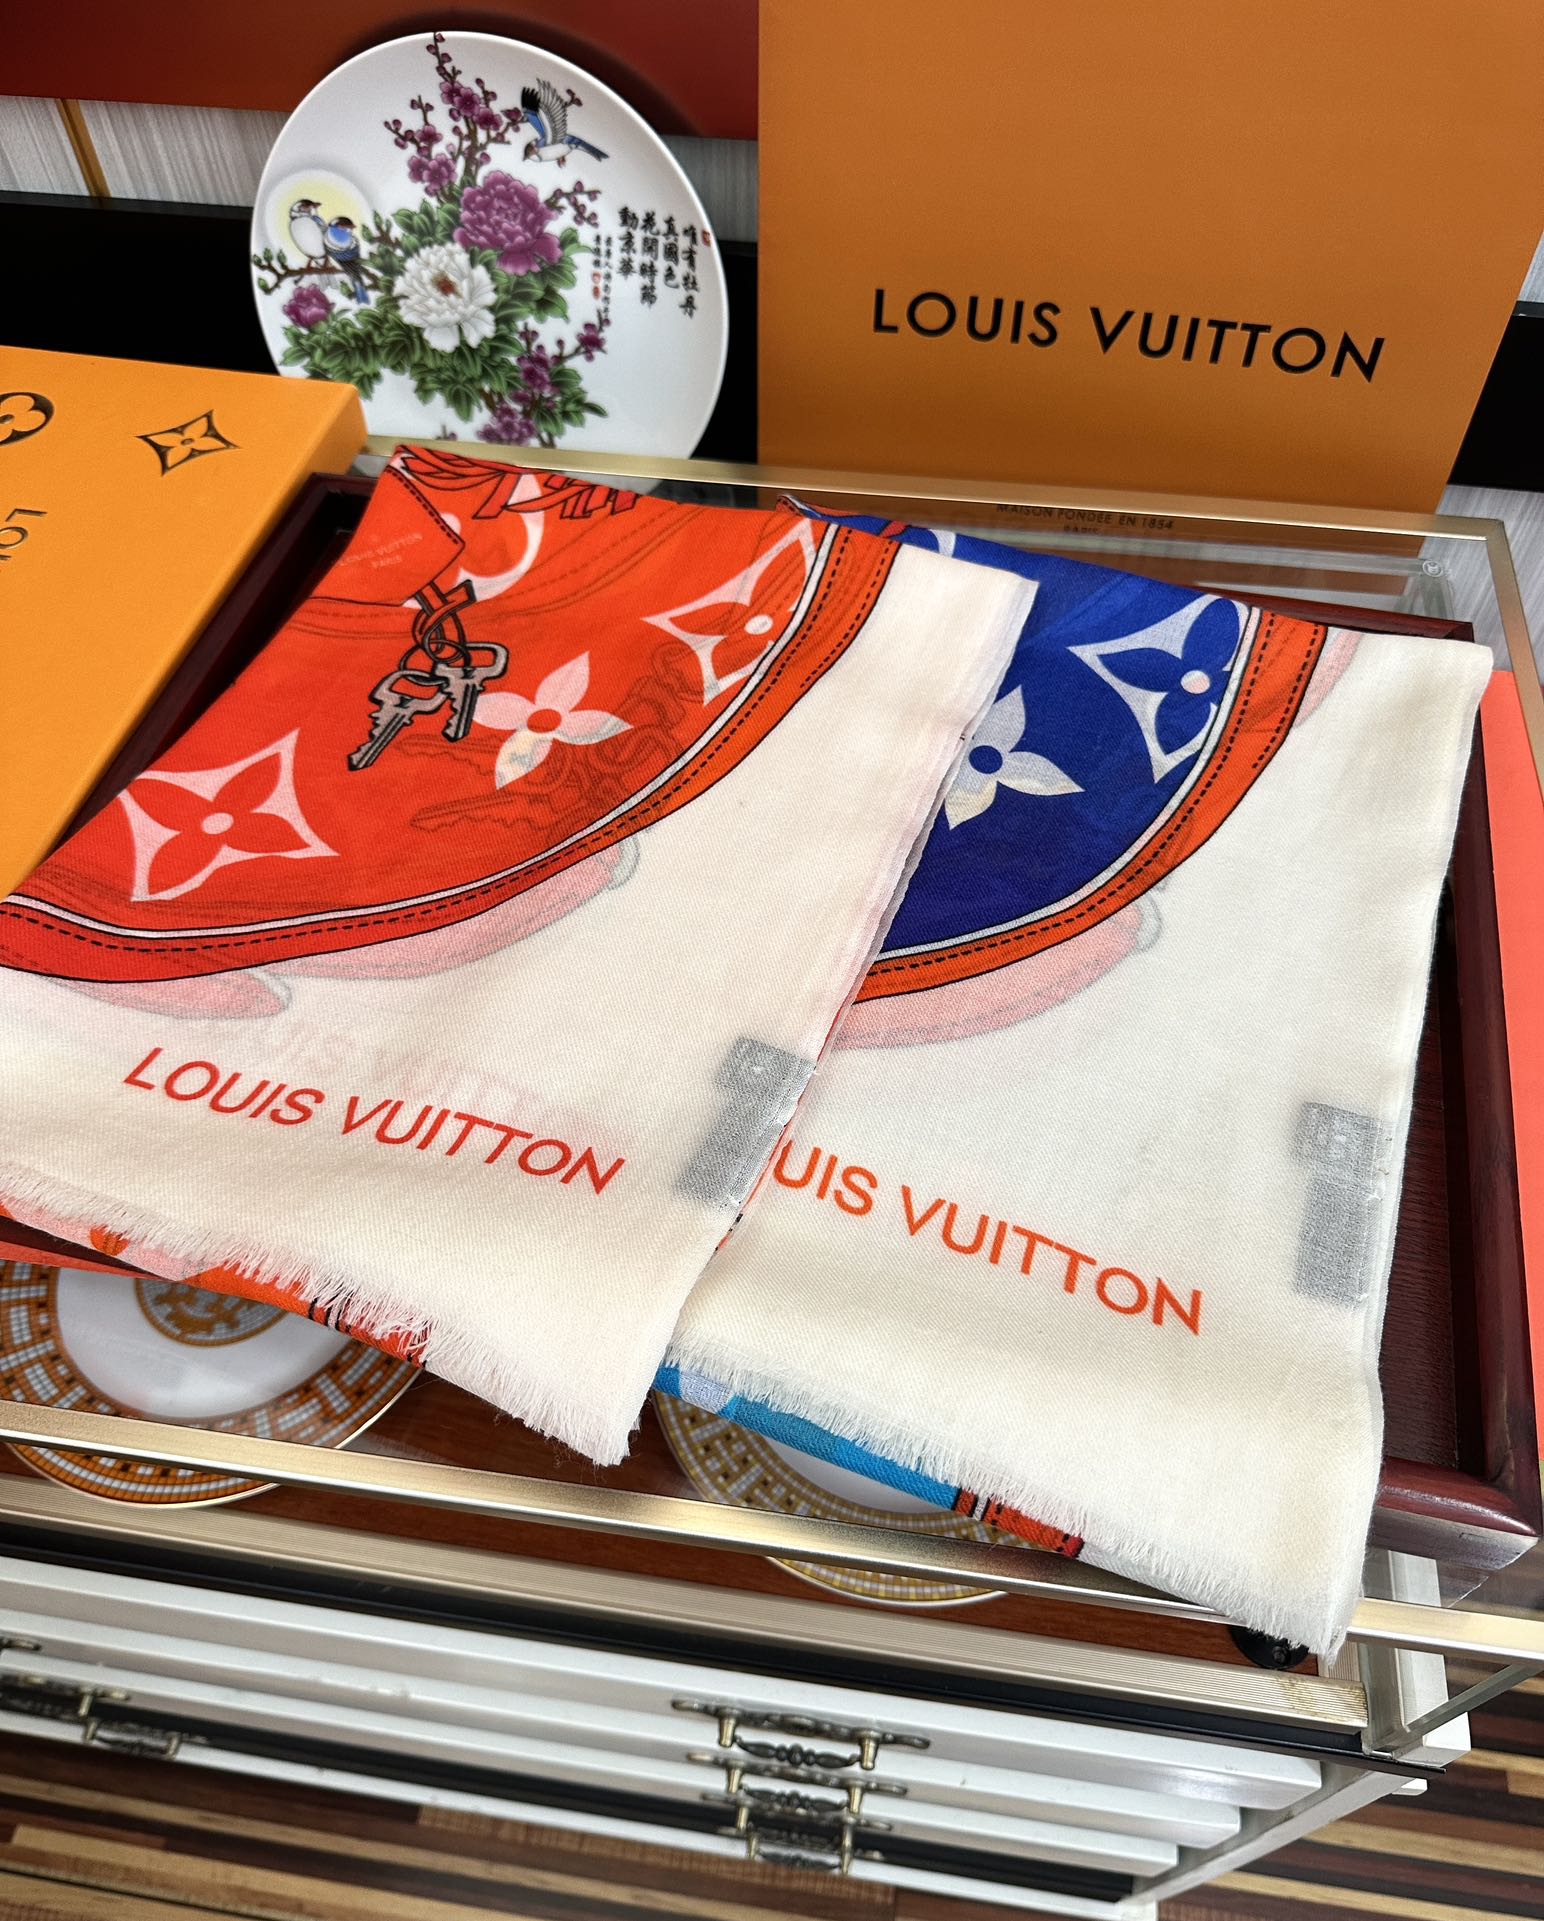 唯有牡丹
真國色
花開時節
動京華
LOUIS VUITTON
MAISON FONDÉE EN 1854
PARIS
LOUIS VUITTON
PARIS
LOUIS VUITTON
UIS VUITTON